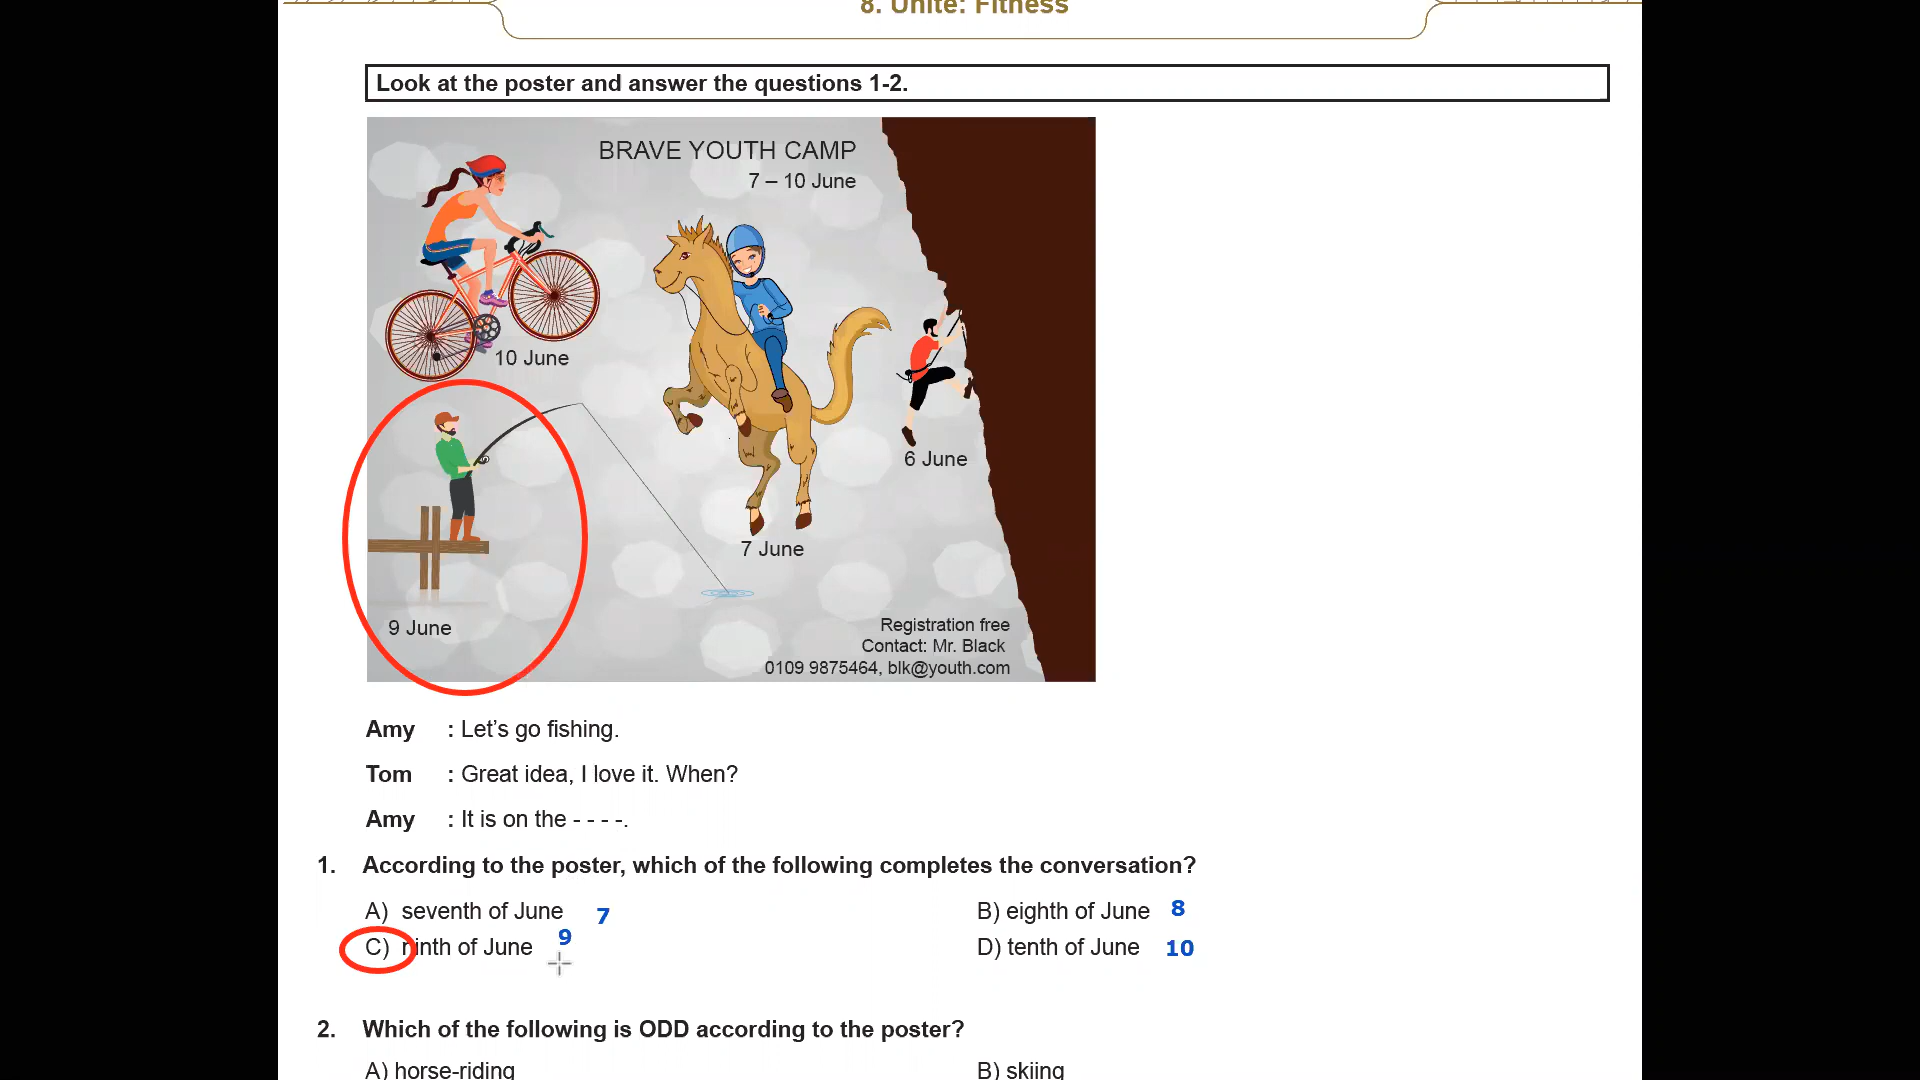 8. Unite: Fitness
Look at the poster and answer the questions 1-2.
BRAVE YOUTH CAMP
7 – 10 June
10 June
6 June
7 June
9 June
Registration free
Contact: Mr. Black
0109 9875464, blk@youth.com
Amy : Let’s go fishing.
Tom : Great idea, I love it. When?
Amy : It is on the - - - -.
1. According to the poster, which of the following completes the conversation?
A) seventh of June 7 B) eighth of June 8
C) ninth of June 9 D) tenth of June 10
2. Which of the following is ODD according to the poster?
A) horse-riding B) skiing